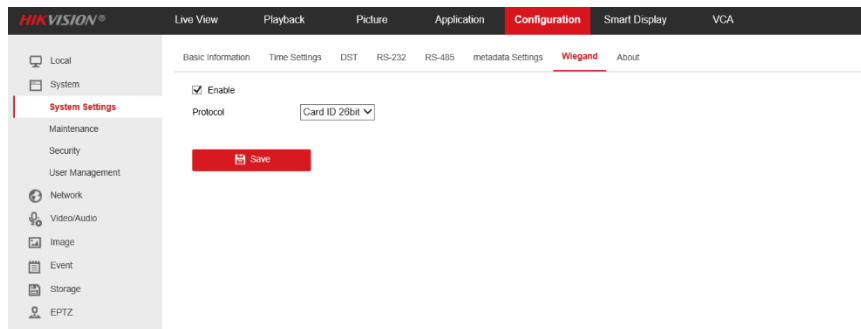 HIKVISION® Live View Playback Picture Application Configuration Smart Display VCA
Basic Information Time Settings DST RS-232 RS-485 metadata Settings Wiegand About
Local
System
System Settings
Maintenance
Security
User Management
Network
Video/Audio
Image
Event
Storage
EPTZ
Enable
Protocol Card ID 26bit
Save